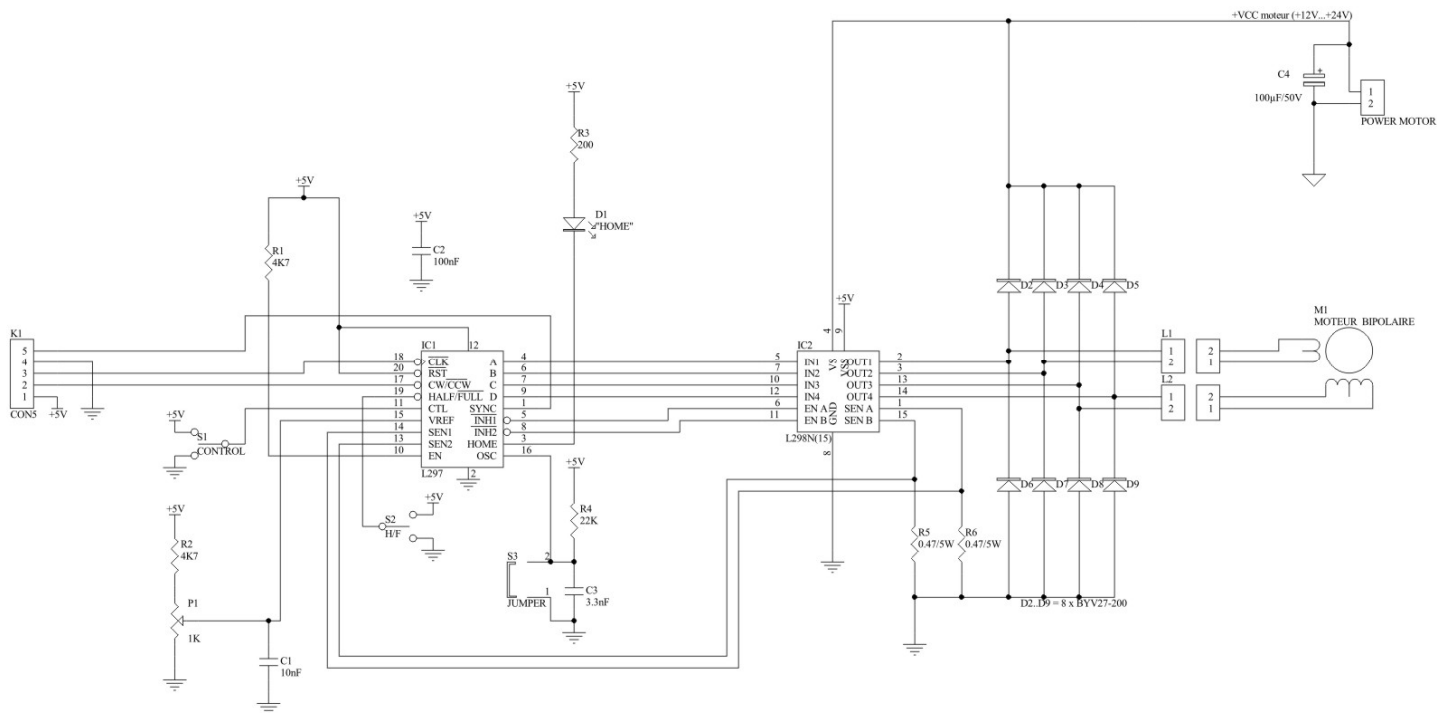 +VCC moteur (+12V...+24V)
C4
+
100µF/50V
1
2
POWER MOTOR
+5V
R3
200
D1
"HOME"
+5V
R1
4K7
+5V
C2
100nF
K1
5
4
3
2
1
CON5
+5V
IC1
12
18
CLK
20
RST
17
CW/CCW
19
HALF/FULL
11
CTL
15
VREF
14
SEN1
13
SEN2
10
EN
A
4
B
6
C
7
D
9
SYNC
1
INH1
5
INH2
8
HOME
3
OSC
16
L297
2
+5V
S1
CONTROL
+5V
S2
H/F
+5V
R2
4K7
P1
1K
C1
10nF
+5V
R4
22K
S3
2
1
JUMPER
C3
3.3nF
+5V
IC2
4
9
VS
VSS
5
IN1
7
IN2
10
IN3
12
IN4
6
EN A
11
EN B
GND
OUT1
2
OUT2
3
OUT3
13
OUT4
14
SEN A
1
SEN B
15
L298N(15)
8
R5
0.47/5W
R6
0.47/5W
D2
D3
D4
D5
D6
D7
D8
D9
D2..D9 = 8 x BYV27-200
L1
1
2
2
1
L2
1
2
2
1
M1
MOTEUR BIPOLAIRE